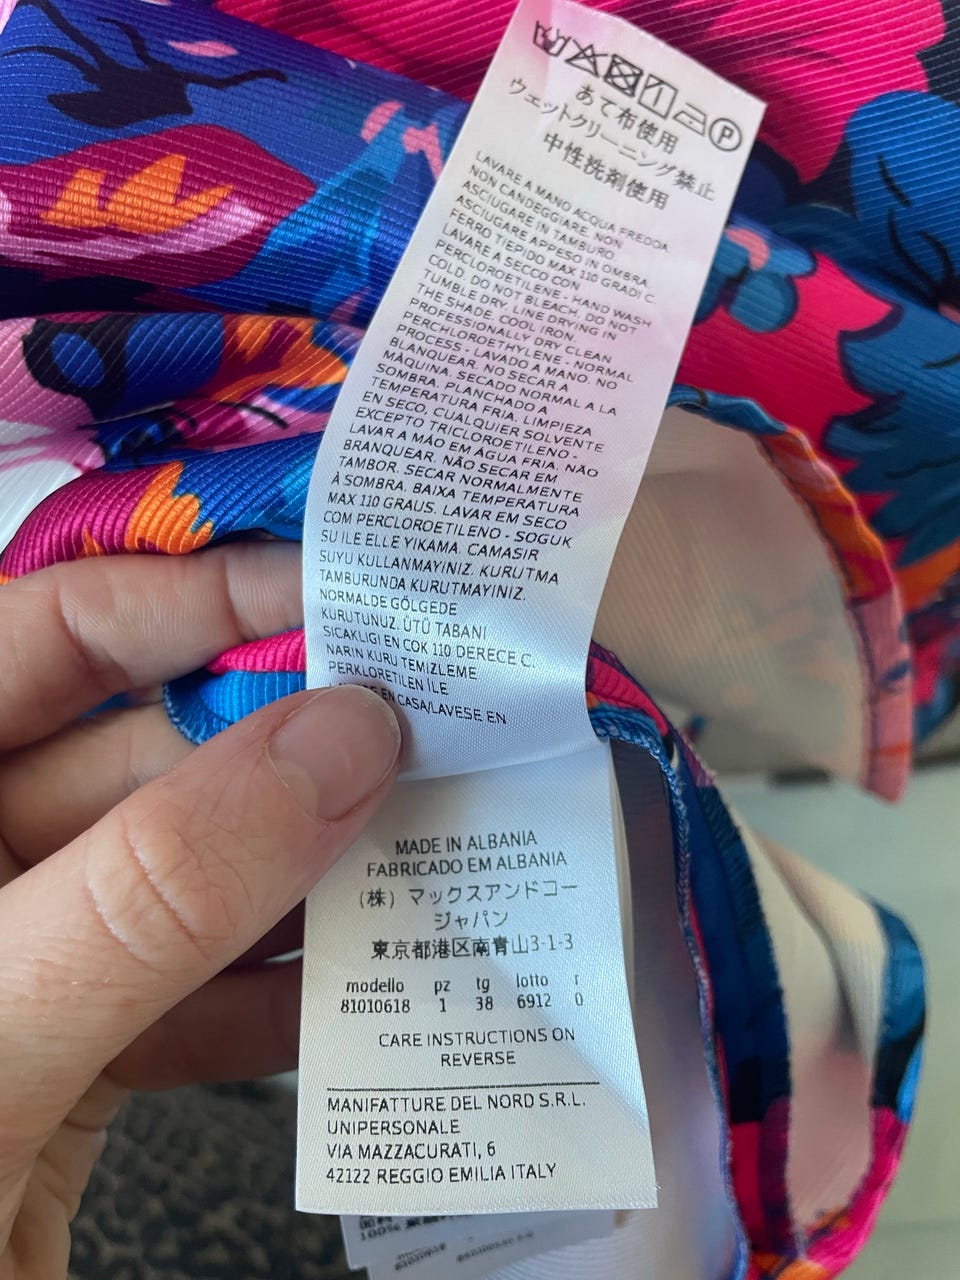 P
あて布使用
ウェットクリーニング禁止
中性洗剤使用
LAVARE A MANO ACQUA FREDDA.
NON CANDEGGIARE. NON
ASCIUGARE IN TAMBURO
ASCIUGARE APPESO IN OMBRA.
FERRO TIEPIDO MAX 110 GRADI C.
LAVARE A SECCO CON
PERCLOROETILENE - HAND WASH
COLD. DO NOT BLEACH. DO NOT
TUMBLE DRY. LINE DRYING IN
THE SHADE. COOL IRON.
PROFESSIONALLY DRY CLEAN
PERCHLOROETHYLENE - NORMAL
PROCESS - LAVADO A MANO. NO
BLANQUEAR. NO SECAR A
MÀQUINA. SECADO NORMAL A LA
SOMBRA. PLANCHADO A
TEMPERATURA FRIA. LIMPIEZA
EN SECO, CUALQUIER SOLVENTE
EXCEPTO TRICLOROETILENO -
LAVAR A MÃO EM ÁGUA FRIA. NÃO
BRANQUEAR. NÃO SECAR EM
TAMBOR. SECAR NORMALMENTE
À SOMBRA. BAIXA TEMPERATURA
MAX 110 GRAUS. LAVAR EM SECO
COM PERCLOROETILENO - SOGUK
SU ILE ELLE YIKAMA. CAMASIR
SUYU KULLANMAYINIZ. KURUTMA
TAMBURUNDA KURUTMAYINIZ.
NORMALDE GÖLGEDE
KURUTUNUZ. ÜTÜ TABANI
SICAKLIGI EN COK 110 DERECE C.
NARIN KURU TEMIZLEME
PERKLORETILEN ILE
EN CASA/LAVESE EN
MADE IN ALBANIA
FABRICADO EM ALBANIA
(株) マックスアンドコー
ジャパン
東京都港区南青山3-1-3
modello pz tg lotto r
81010618 1 38 6912 0
CARE INSTRUCTIONS ON
REVERSE
MANIFATTURE DEL NORD S.R.L.
UNIPERSONALE
VIA MAZZACURATI, 6
42122 REGGIO EMILIA ITALY
100%